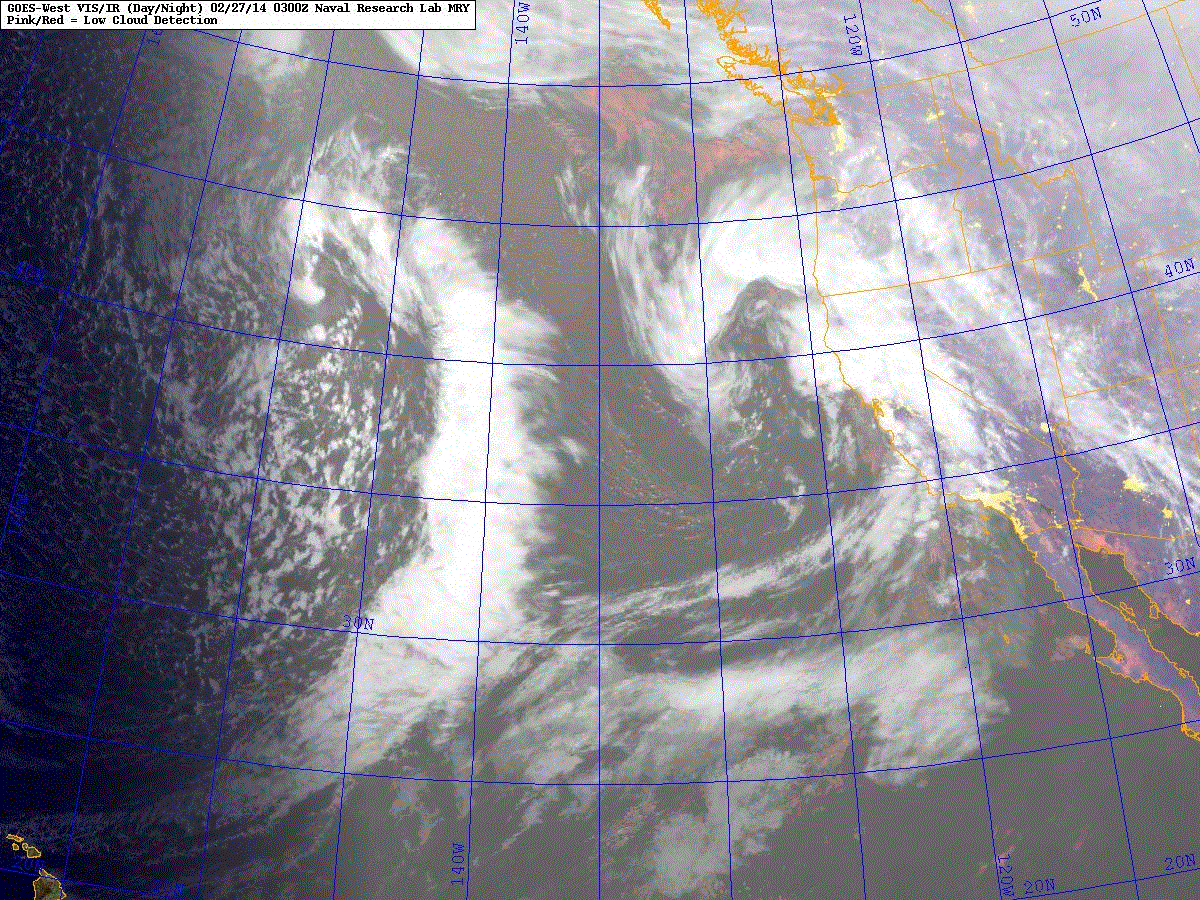 GOES-West VIS/IR (Day/Night) 02/27/14 0300Z Naval Research Lab MRY
Pink/Red = Low Cloud Detection
140W
120W
50N
40N
40N
30N
30N
140W
120W
20N
20N